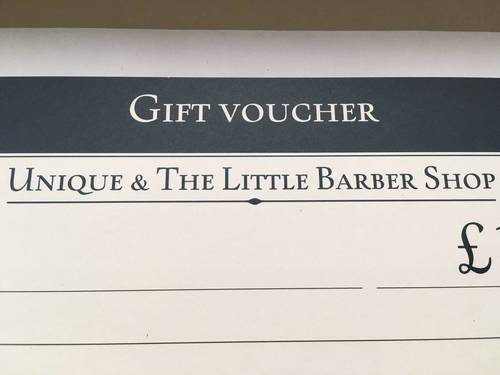 Gift voucher
Unique & The Little Barber Shop
£